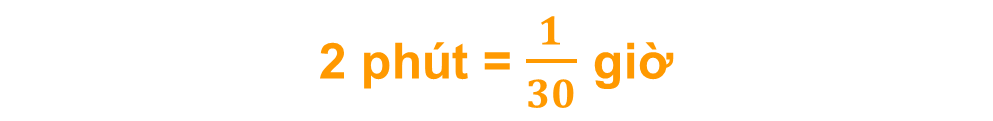 2 phút = 1/30 giờ